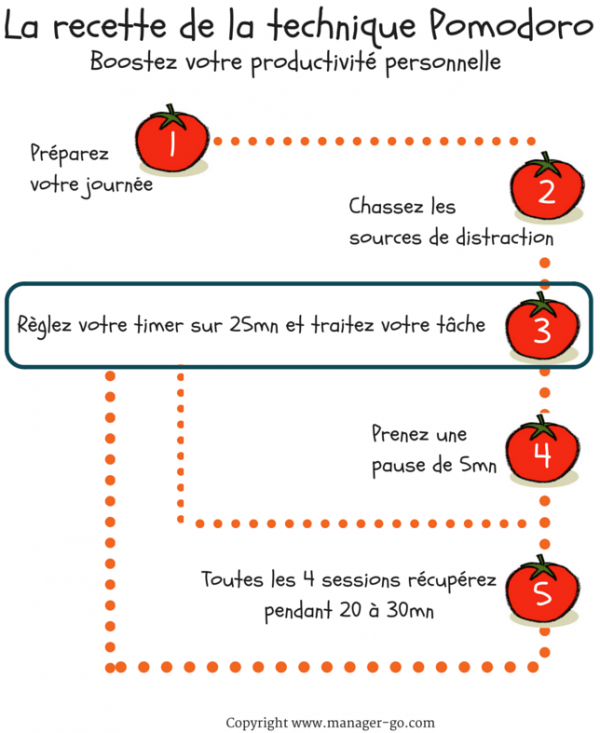 La recette de la technique Pomodoro
Boostez votre productivité personnelle
1
Préparez
votre journée
2
Chassez les
sources de distraction
Règlez votre timer sur 25mn et traitez votre tâche
3
Prenez une
pause de 5mn
4
Toutes les 4 sessions récupérez
pendant 20 à 30mn
5
Copyright www.manager-go.com